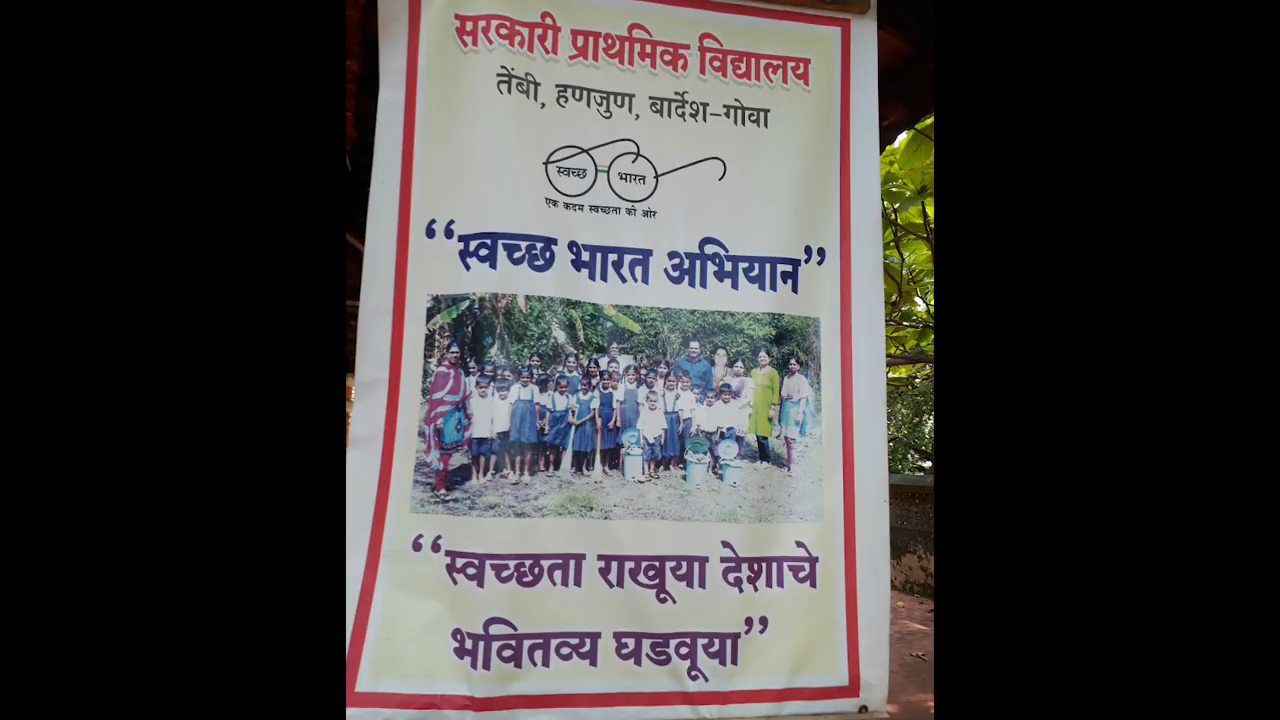 सरकारी प्राथमिक विद्यालय
तेंबी, हणजुण, बार्देश-गोवा
स्वच्छ भारत
एक कदम स्वच्छता की ओर
“स्वच्छ भारत अभियान”
“स्वच्छता राखूया देशाचे
भवितव्य घडवूया”